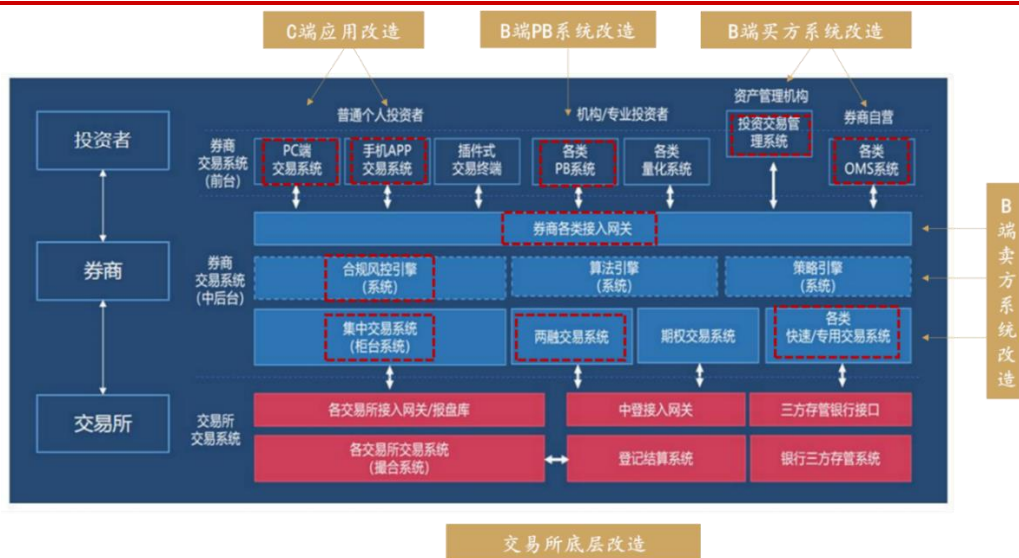 C端应用改造
B端PB系统改造
B端买方系统改造
投资者
券商
交易系统
(前台)
普通个人投资者
机构/专业投资者
资产管理机构
券商自营
PC端
交易系统
手机APP
交易系统
插件式
交易终端
各类
PB系统
各类
量化系统
投资交易管
理系统
各类
OMS系统
券商各类接入网关
B
端
卖
方
系
统
改
造
券商
券商
交易系统
(中后台)
合规风控引擎
(系统)
算法引擎
(系统)
策略引擎
(系统)
集中交易系统
(柜台系统)
两融交易系统
期权交易系统
各类
快速/专用交易系统
交易所
交易所
交易系统
各交易所接入网关/报盘库
中登接入网关
三方存管银行接口
各交易所交易系统
(撮合系统)
登记结算系统
银行三方存管系统
交易所底层改造